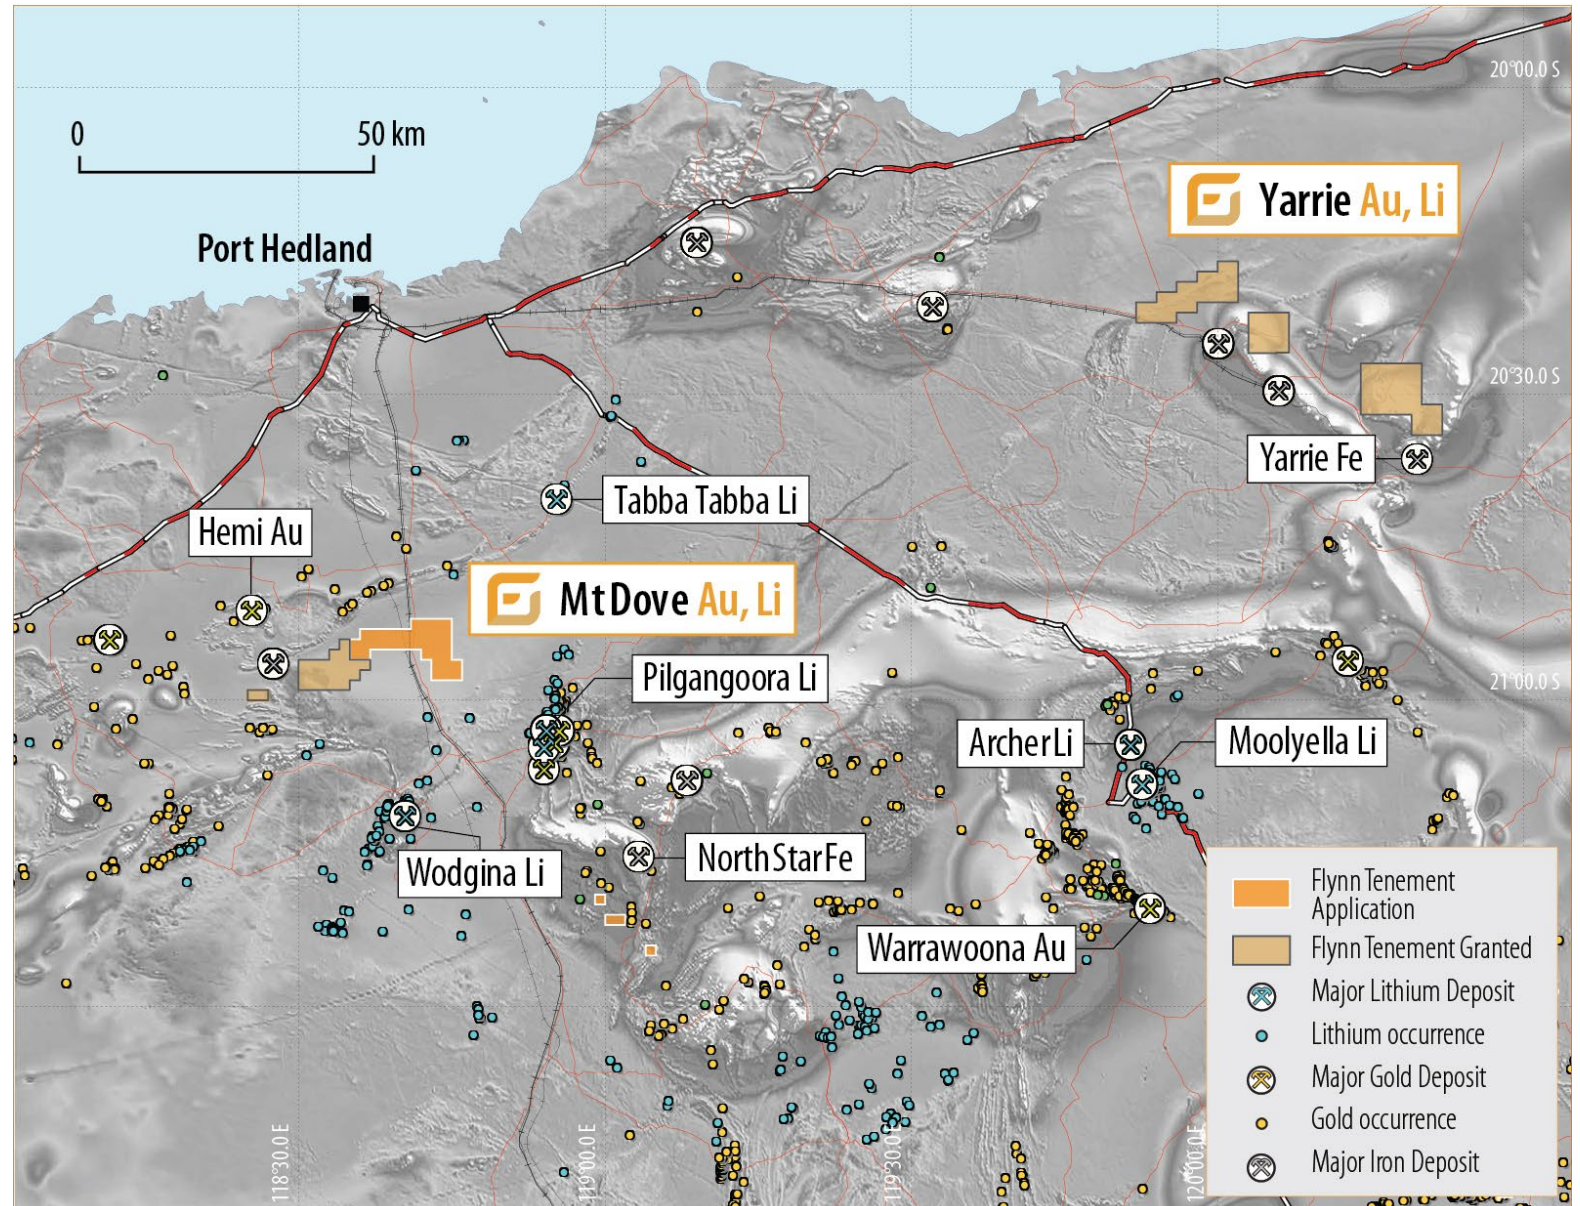 20°00.0 S
0 50 km
Yarrie Au, Li
Port Hedland
20°30.0 S
Yarrie Fe
Tabba Tabba Li
Hemi Au
Mt Dove Au, Li
Pilgangoora Li
21°00.0 S
Archer Li
Moolyella Li
North Star Fe
Wodgina Li
Warrawoona Au
Flynn Tenement
Application
Flynn Tenement Granted
Major Lithium Deposit
Lithium occurrence
Major Gold Deposit
Gold occurrence
Major Iron Deposit
118°30.0 E
119°00.0 E
119°30.0 E
120°00.0 E